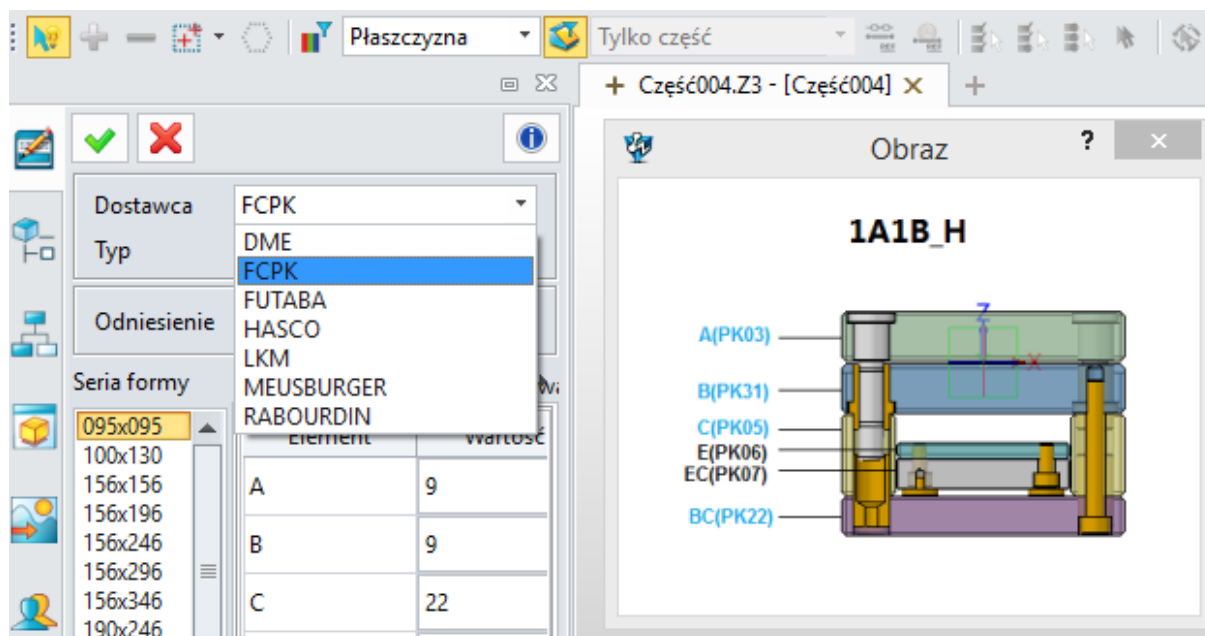 Płaszczyzna
Tylko część
+ Część004.Z3 - [Część004] ×
+
Dostawca
FCPK
Typ
DME
FCPK
FUTABA
HASCO
LKM
MEUSBURGER
RABOURDIN
Odniesienie
Seria formy
095x095
100x130
156x156
156x196
156x246
156x296
156x346
190x246
Element Wartość
A 9
B 9
C 22
Obraz
?
1A1B_H
Z
X
A(PK03)
B(PK31)
C(PK05)
E(PK06)
EC(PK07)
BC(PK22)